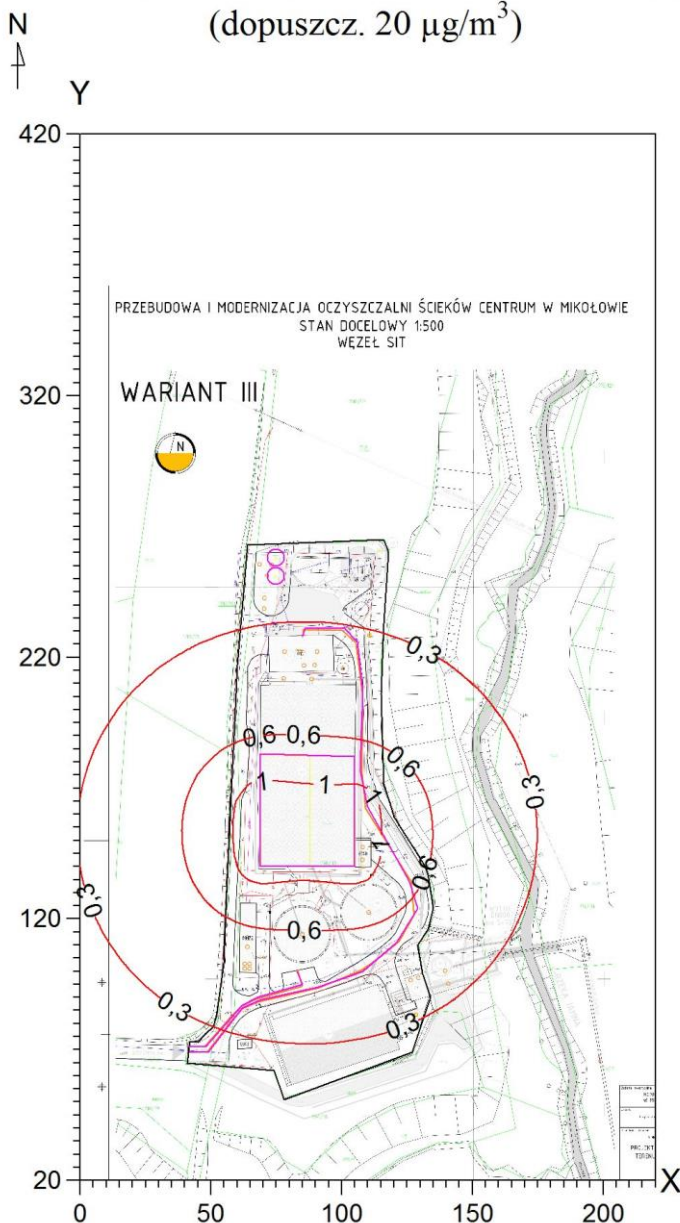 (dopuszcz. 20 µg/m³)
N
Y
420
PRZEBUDOWA I MODERNIZACJA OCZYSZCZALNI ŚCIEKÓW CENTRUM W MIKOŁOWIE
STAN DOCELOWY 1:500
WĘZEŁ SIT
320
WARIANT III
N
220
0,3
0,6 0,6
0,6
1 1 1
0,3
1
0,6
0,3
120
0,6
0,3
0,3
20
X
0 50 100 150 200